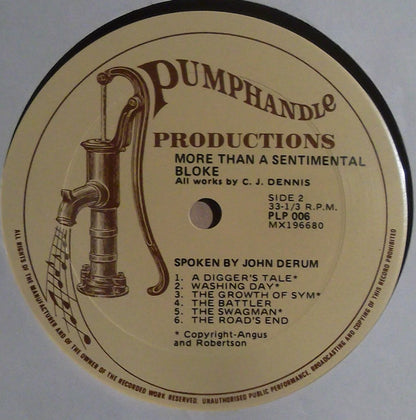 PUMPHANDLE
PRODUCTIONS
MORE THAN A SENTIMENTAL
BLOKE
All works by C. J. DENNIS
SIDE 2
33-1/3 R.P.M.
PLP 006
MX196680
SPOKEN BY JOHN DERUM
1. A DIGGER'S TALE*
2. WASHING DAY*
3. THE GROWTH OF SYM*
4. THE BATTLER
5. THE SWAGMAN*
6. THE ROAD'S END
* Copyright-Angus
and Robertson
ALL RIGHTS OF THE MANUFACTURER AND OF THE OWNER OF THE RECORDED WORK RESERVED. UNAUTHORISED PUBLIC PERFORMANCE, BROADCASTING AND COPYING OF THIS RECORD PROHIBITED